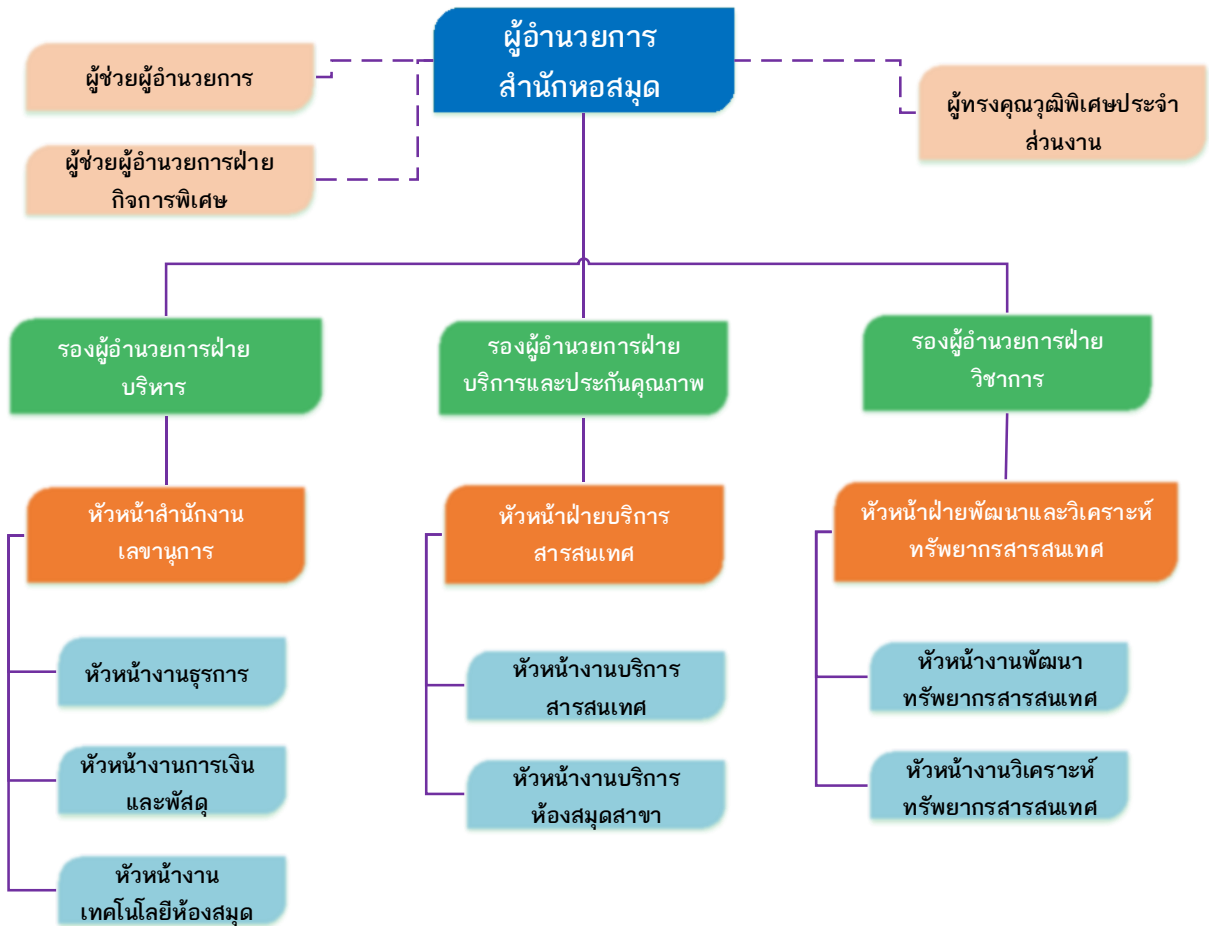 ผู้อำนวยการ
สำนักหอสมุด
ผู้ช่วยผู้อำนวยการ
ผู้ทรงคุณวุฒิพิเศษประจำ
ส่วนงาน
ผู้ช่วยผู้อำนวยการฝ่าย
กิจการพิเศษ
รองผู้อำนวยการฝ่าย
บริหาร
รองผู้อำนวยการฝ่าย
บริการและประกันคุณภาพ
รองผู้อำนวยการฝ่าย
วิชาการ
หัวหน้าสำนักงาน
เลขานุการ
หัวหน้าฝ่ายบริการ
สารสนเทศ
หัวหน้าฝ่ายพัฒนาและวิเคราะห์
ทรัพยากรสารสนเทศ
หัวหน้างานธุรการ
หัวหน้างานบริการ
สารสนเทศ
หัวหน้างานพัฒนา
ทรัพยากรสารสนเทศ
หัวหน้างานการเงิน
และพัสดุ
หัวหน้างานบริการ
ห้องสมุดสาขา
หัวหน้างานวิเคราะห์
ทรัพยากรสารสนเทศ
หัวหน้างาน
เทคโนโลยีห้องสมุด